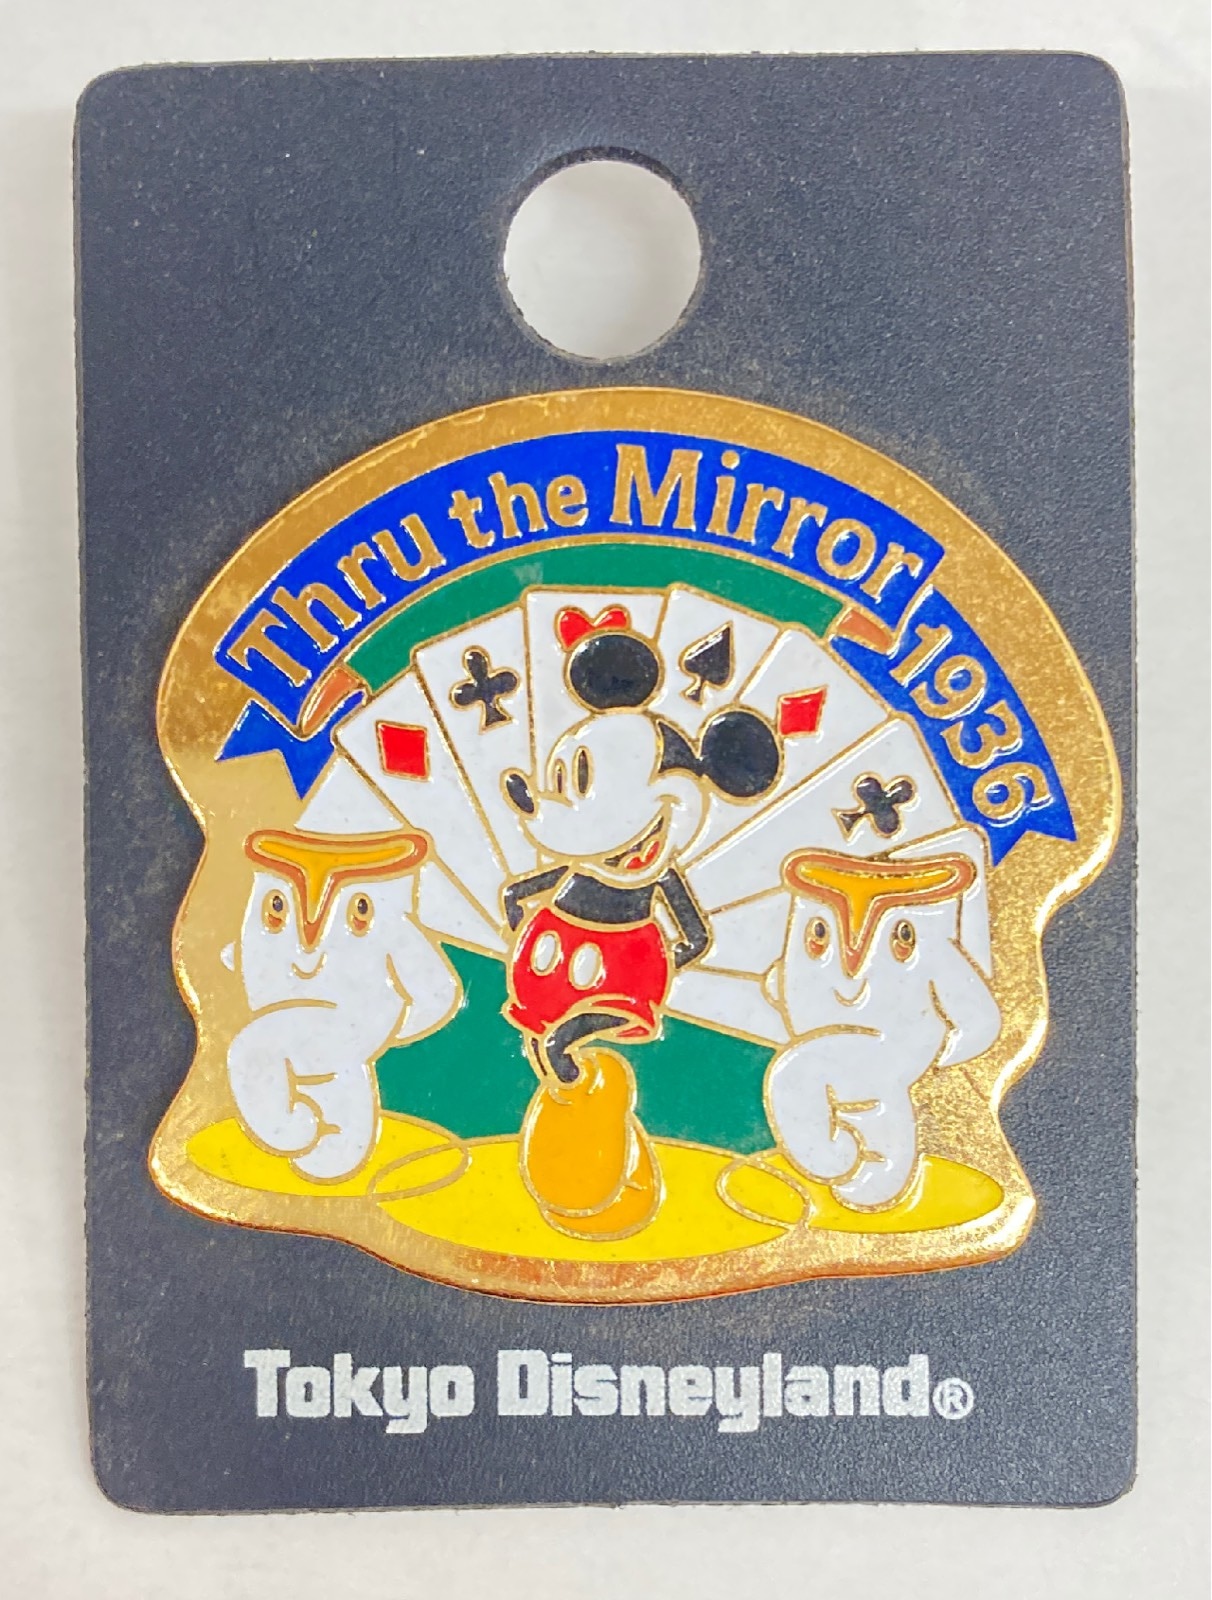 Thru the Mirror 1936
Tokyo Disneyland®